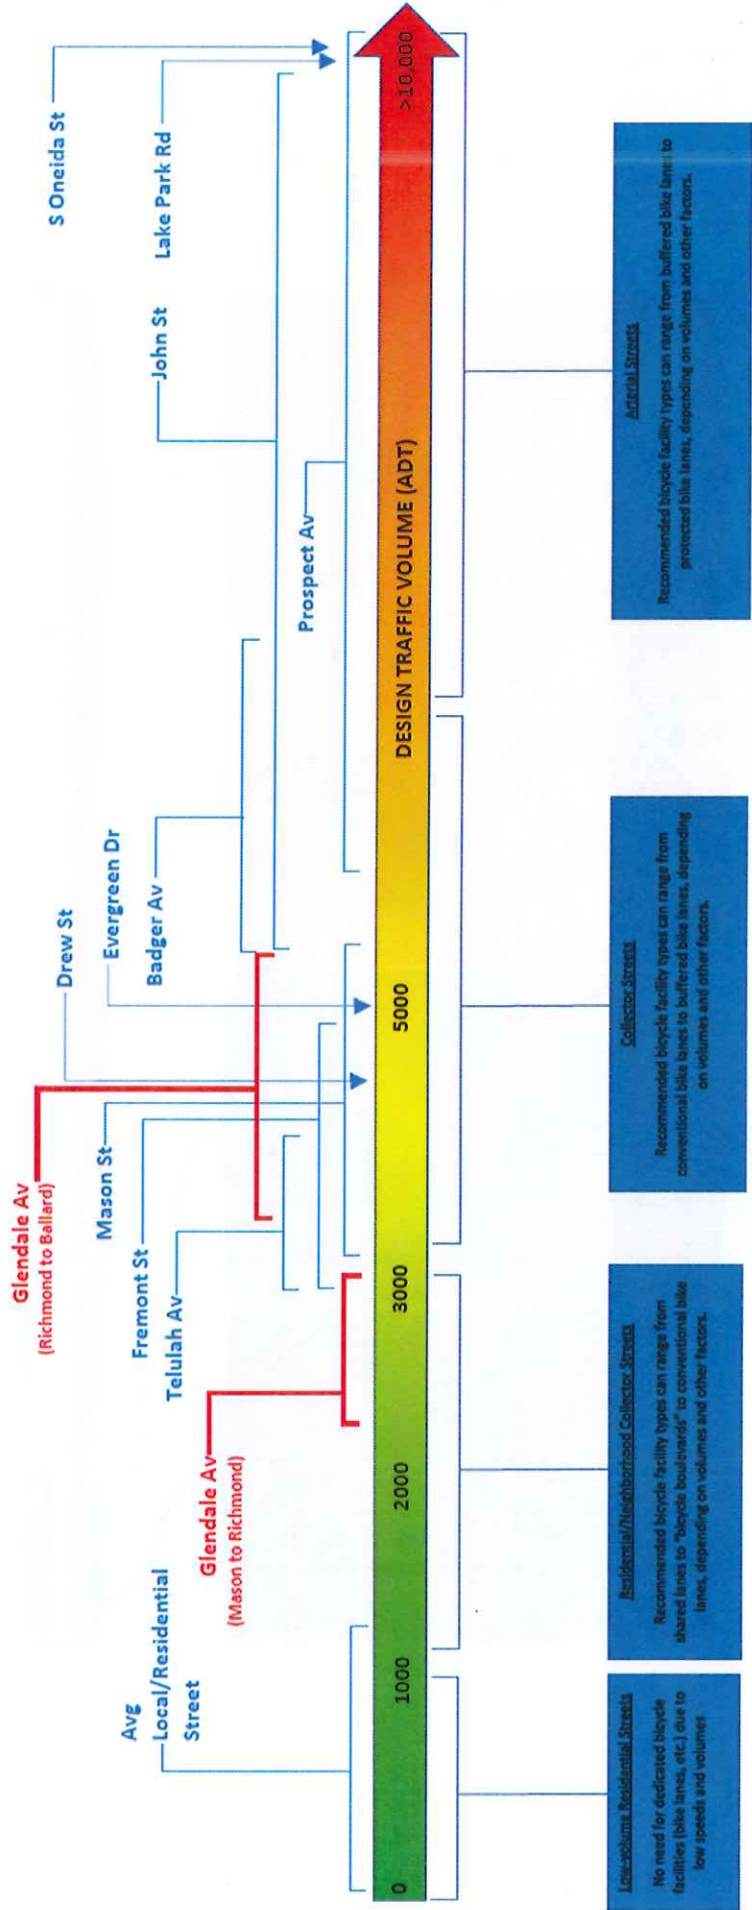 S Oneida St
Lake Park Rd
John St
Prospect Av
Drew St
Evergreen Dr
Badger Av
Glendale Av
(Richmond to Ballard)
Mason St
Fremont St
Telulah Av
Glendale Av
(Mason to Richmond)
Avg
Local/Residential
Street
0
1000
2000
3000
5000
DESIGN TRAFFIC VOLUME (ADT)
>10,000
Low-volume Residential Streets
No need for dedicated bicycle
facilities (bike lanes, etc.) due to
low speeds and volumes
Residential/Neighborhood Collector Streets
Recommended bicycle facility types can range from
shared lanes to "bicycle boulevards" to conventional bike
lanes, depending on volumes and other factors.
Collector Streets
Recommended bicycle facility types can range from
conventional bike lanes to buffered bike lanes, depending
on volumes and other factors.
Arterial Streets
Recommended bicycle facility types can range from buffered bike lanes to
protected bike lanes, depending on volumes and other factors.